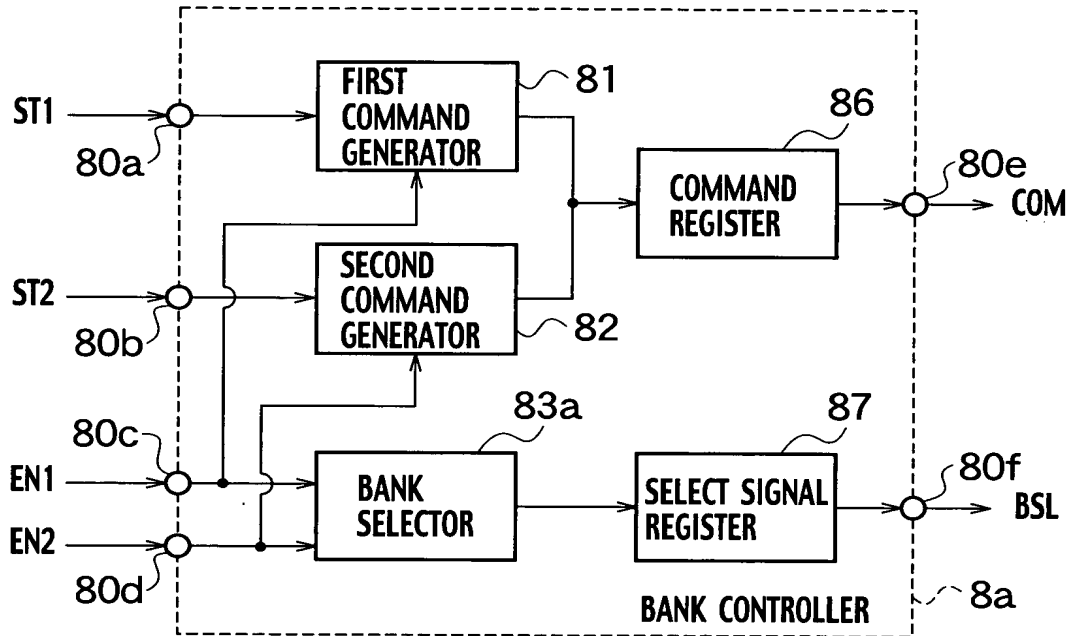 FIRST
COMMAND
GENERATOR
81
ST1
80a
86
COMMAND
REGISTER
80e
COM
SECOND
COMMAND
GENERATOR
82
ST2
80b
83a
87
80c
EN1
BANK
SELECTOR
SELECT SIGNAL
REGISTER
80f
BSL
EN2
80d
BANK CONTROLLER
8a